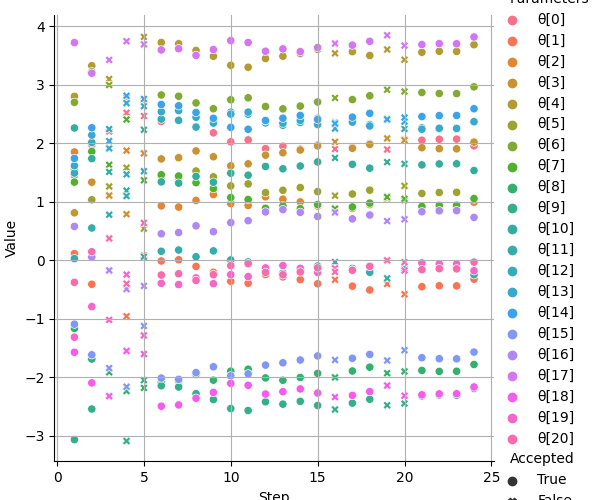 Parameters
4
3
2
1
0
−1
−2
−3
Value
0
5
10
15
20
25
Step
θ[0]
θ[1]
θ[2]
θ[3]
θ[4]
θ[5]
θ[6]
θ[7]
θ[8]
θ[9]
θ[10]
θ[11]
θ[12]
θ[13]
θ[14]
θ[15]
θ[16]
θ[17]
θ[18]
θ[19]
θ[20]
Accepted
True
False